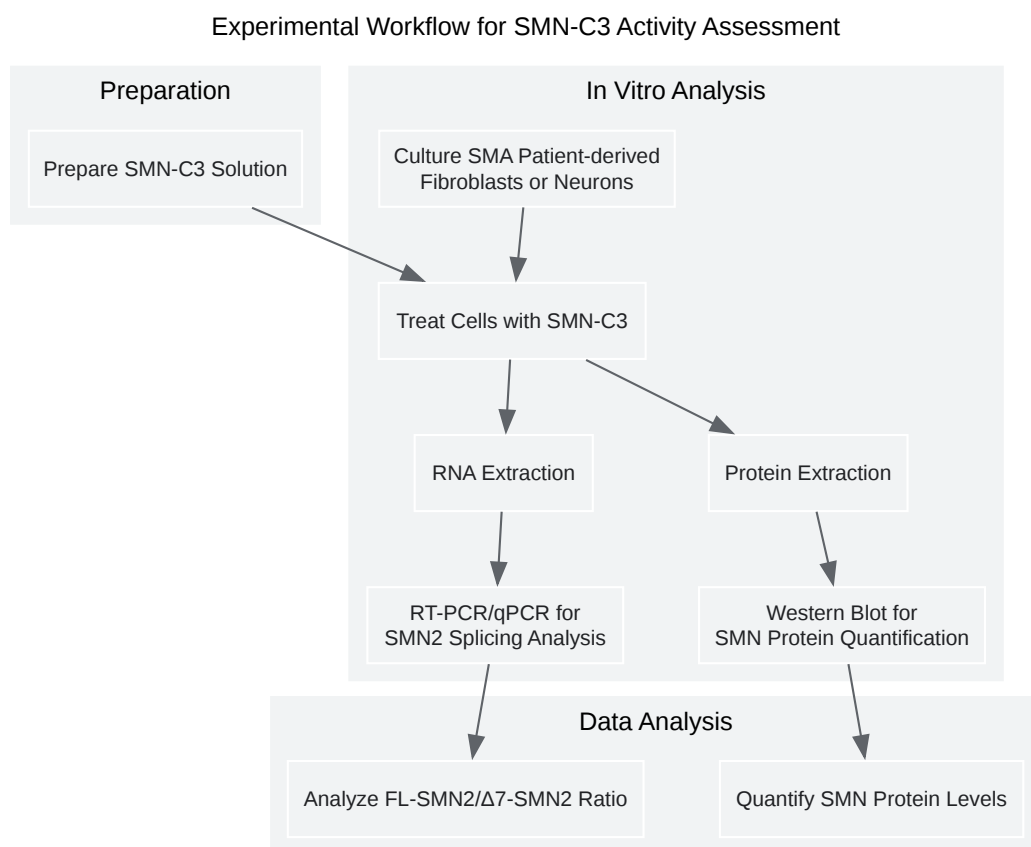 Experimental Workflow for SMN-C3 Activity Assessment
Preparation
In Vitro Analysis
Prepare SMN-C3 Solution
Culture SMA Patient-derived
Fibroblasts or Neurons
Treat Cells with SMN-C3
RNA Extraction
Protein Extraction
RT-PCR/qPCR for
SMN2 Splicing Analysis
Western Blot for
SMN Protein Quantification
Data Analysis
Analyze FL-SMN2/Δ7-SMN2 Ratio
Quantify SMN Protein Levels